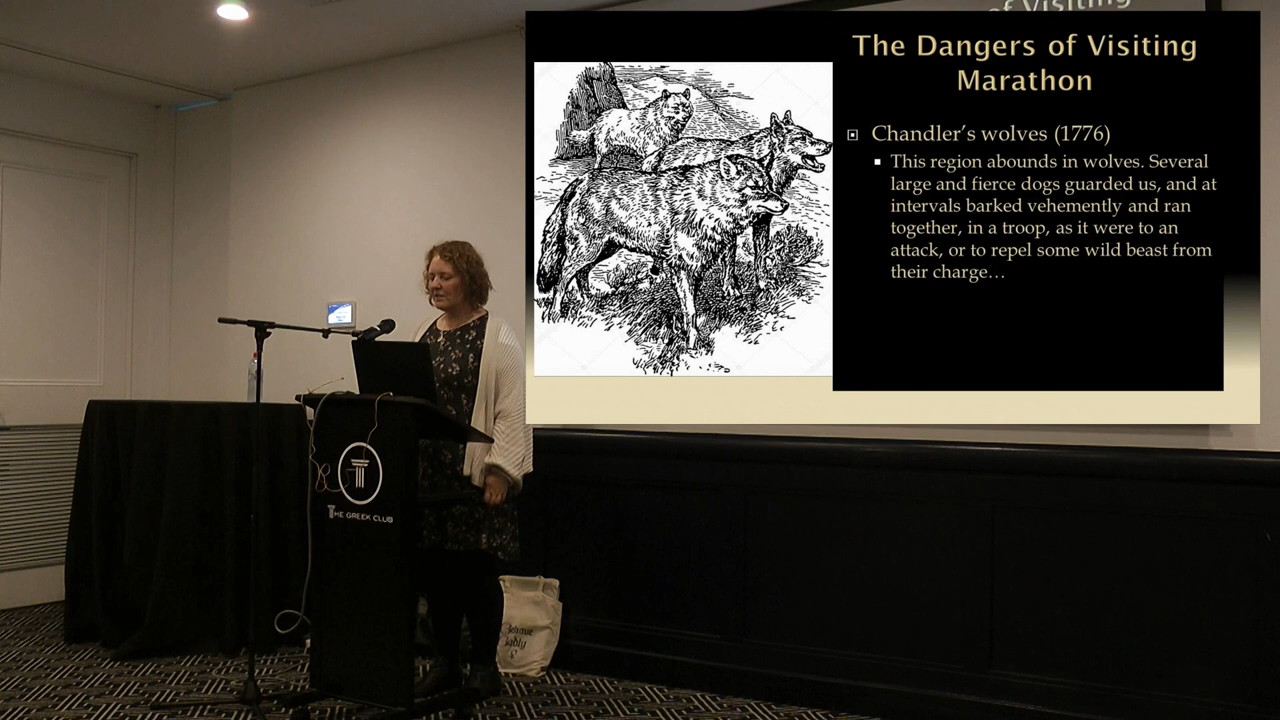 of Visiting
The Dangers of Visiting
Marathon
Chandler’s wolves (1776)
This region abounds in wolves. Several
large and fierce dogs guarded us, and at
intervals barked vehemently and ran
together, in a troop, as it were to an
attack, or to repel some wild beast from
their charge…
THE GREEK CLUB